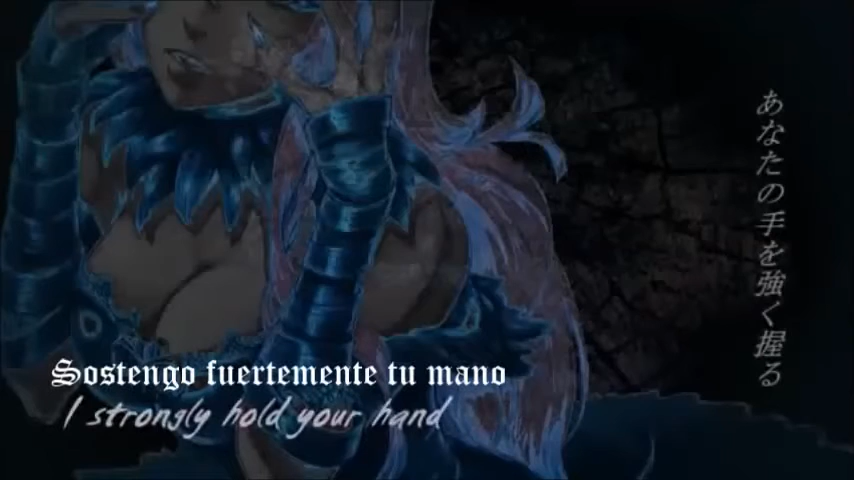 あなたの手を強く握る
Sostengo fuertemente tu mano
I strongly hold your hand